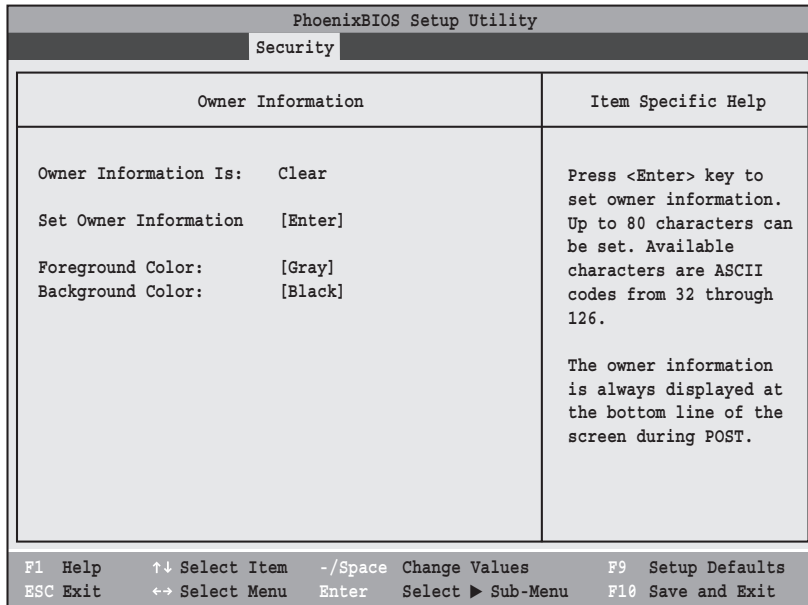 PhoenixBIOS Setup Utility
Security
Owner Information
Item Specific Help
Owner Information Is: Clear
Set Owner Information [Enter]
Foreground Color: [Gray]
Background Color: [Black]
Press <Enter> key to
set owner information.
Up to 80 characters can
be set. Available
characters are ASCII
codes from 32 through
126.
The owner information
is always displayed at
the bottom line of the
screen during POST.
F1 Help ↑↓ Select Item -/Space Change Values F9 Setup Defaults
ESC Exit ←→ Select Menu Enter Select ▶ Sub-Menu F10 Save and Exit